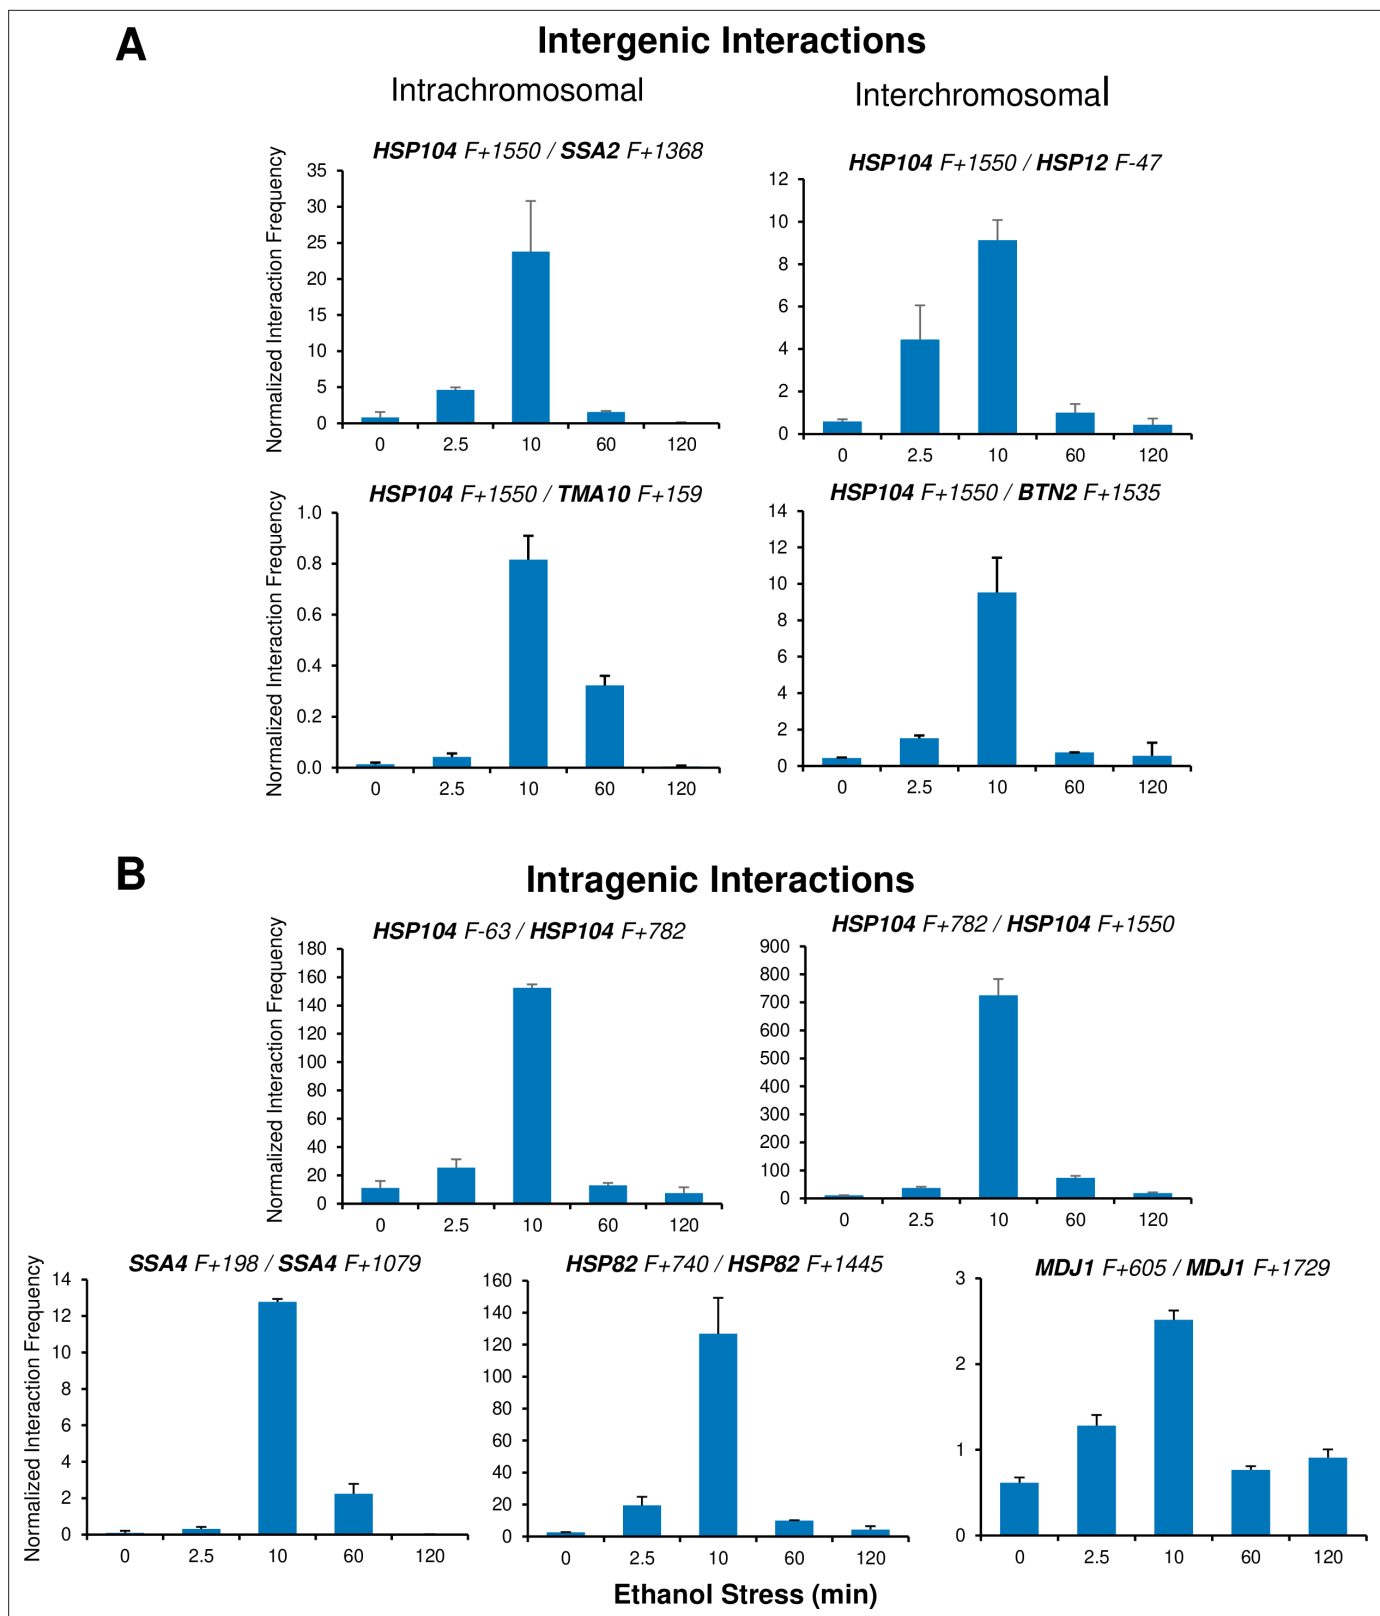 A
Intergenic Interactions
Intrachromosomal
Interchromosomal
HSP104 F+1550 / SSA2 F+1368
Normalized Interaction Frequency
35
30
25
20
15
10
5
0
0 2.5 10 60 120
HSP104 F+1550 / HSP12 F-47
12
10
8
6
4
2
0
0 2.5 10 60 120
HSP104 F+1550 / TMA10 F+159
Normalized Interaction Frequency
1.0
0.8
0.6
0.4
0.2
0.0
0 2.5 10 60 120
HSP104 F+1550 / BTN2 F+1535
14
12
10
8
6
4
2
0
0 2.5 10 60 120
B
Intragenic Interactions
HSP104 F-63 / HSP104 F+782
Normalized Interaction Frequency
180
160
140
120
100
80
60
40
20
0
0 2.5 10 60 120
HSP104 F+782 / HSP104 F+1550
900
800
700
600
500
400
300
200
100
0
0 2.5 10 60 120
SSA4 F+198 / SSA4 F+1079
Normalized Interaction Frequency
14
12
10
8
6
4
2
0
0 2.5 10 60 120
HSP82 F+740 / HSP82 F+1445
160
140
120
100
80
60
40
20
0
0 2.5 10 60 120
MDJ1 F+605 / MDJ1 F+1729
3
2
1
0
0 2.5 10 60 120
Ethanol Stress (min)